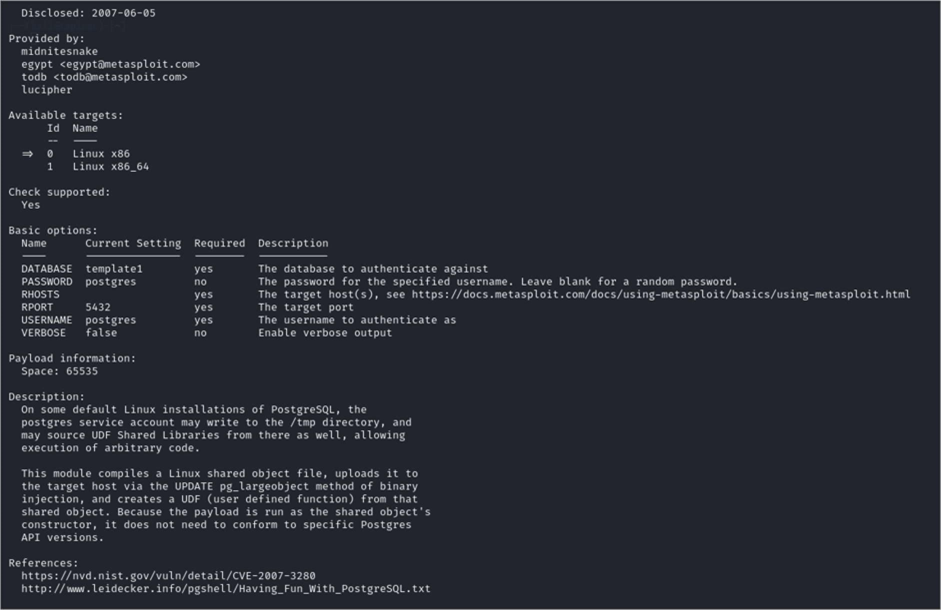 Disclosed: 2007-06-05
Provided by:
midnitesnake
egypt <egypt@metasploit.com>
todb <todb@metasploit.com>
lucipher
Available targets:
Id  Name
--  ----
⇒  0  Linux x86
1  Linux x86_64
Check supported:
Yes
Basic options:
Name  Current Setting  Required  Description
----  ---------------  --------  -----------
DATABASE  template1  yes  The database to authenticate against
PASSWORD  postgres  no  The password for the specified username. Leave blank for a random password.
RHOSTS  yes  The target host(s), see https://docs.metasploit.com/docs/using-metasploit/basics/using-metasploit.html
RPORT  5432  yes  The target port
USERNAME  postgres  yes  The username to authenticate as
VERBOSE  false  no  Enable verbose output
Payload information:
Space: 65535
Description:
On some default Linux installations of PostgreSQL, the
postgres service account may write to the /tmp directory, and
may source UDF Shared Libraries from there as well, allowing
execution of arbitrary code.
This module compiles a Linux shared object file, uploads it to
the target host via the UPDATE pg_largeobject method of binary
injection, and creates a UDF (user defined function) from that
shared object. Because the payload is run as the shared object's
constructor, it does not need to conform to specific Postgres
API versions.
References:
https://nvd.nist.gov/vuln/detail/CVE-2007-3280
http://www.leidecker.info/pgshell/Having_Fun_With_PostgreSQL.txt